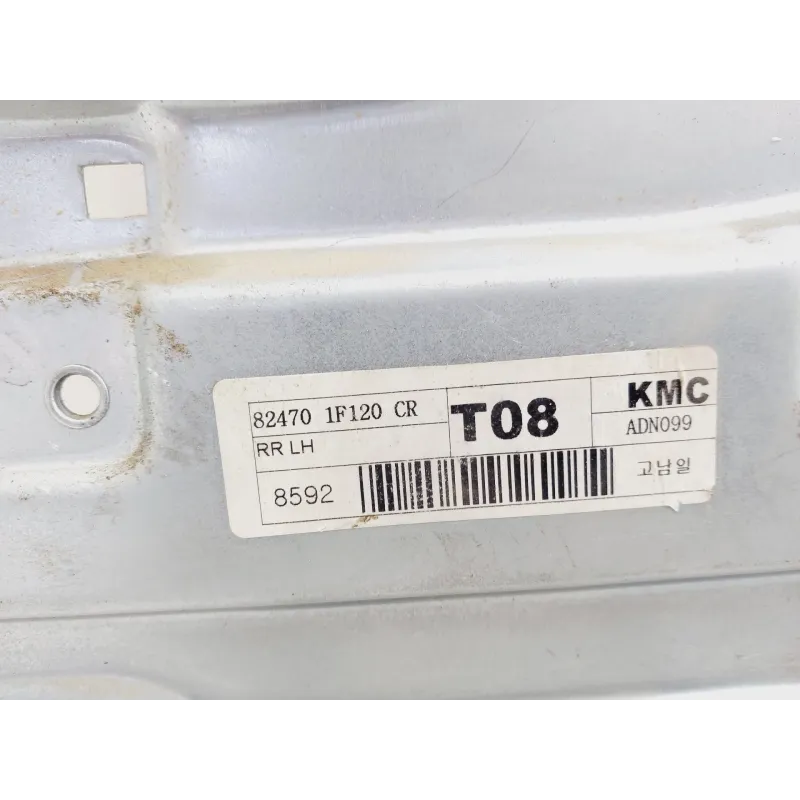 82470 1F120 CR
RR LH
8592
T08
KMC
ADN099
고남일